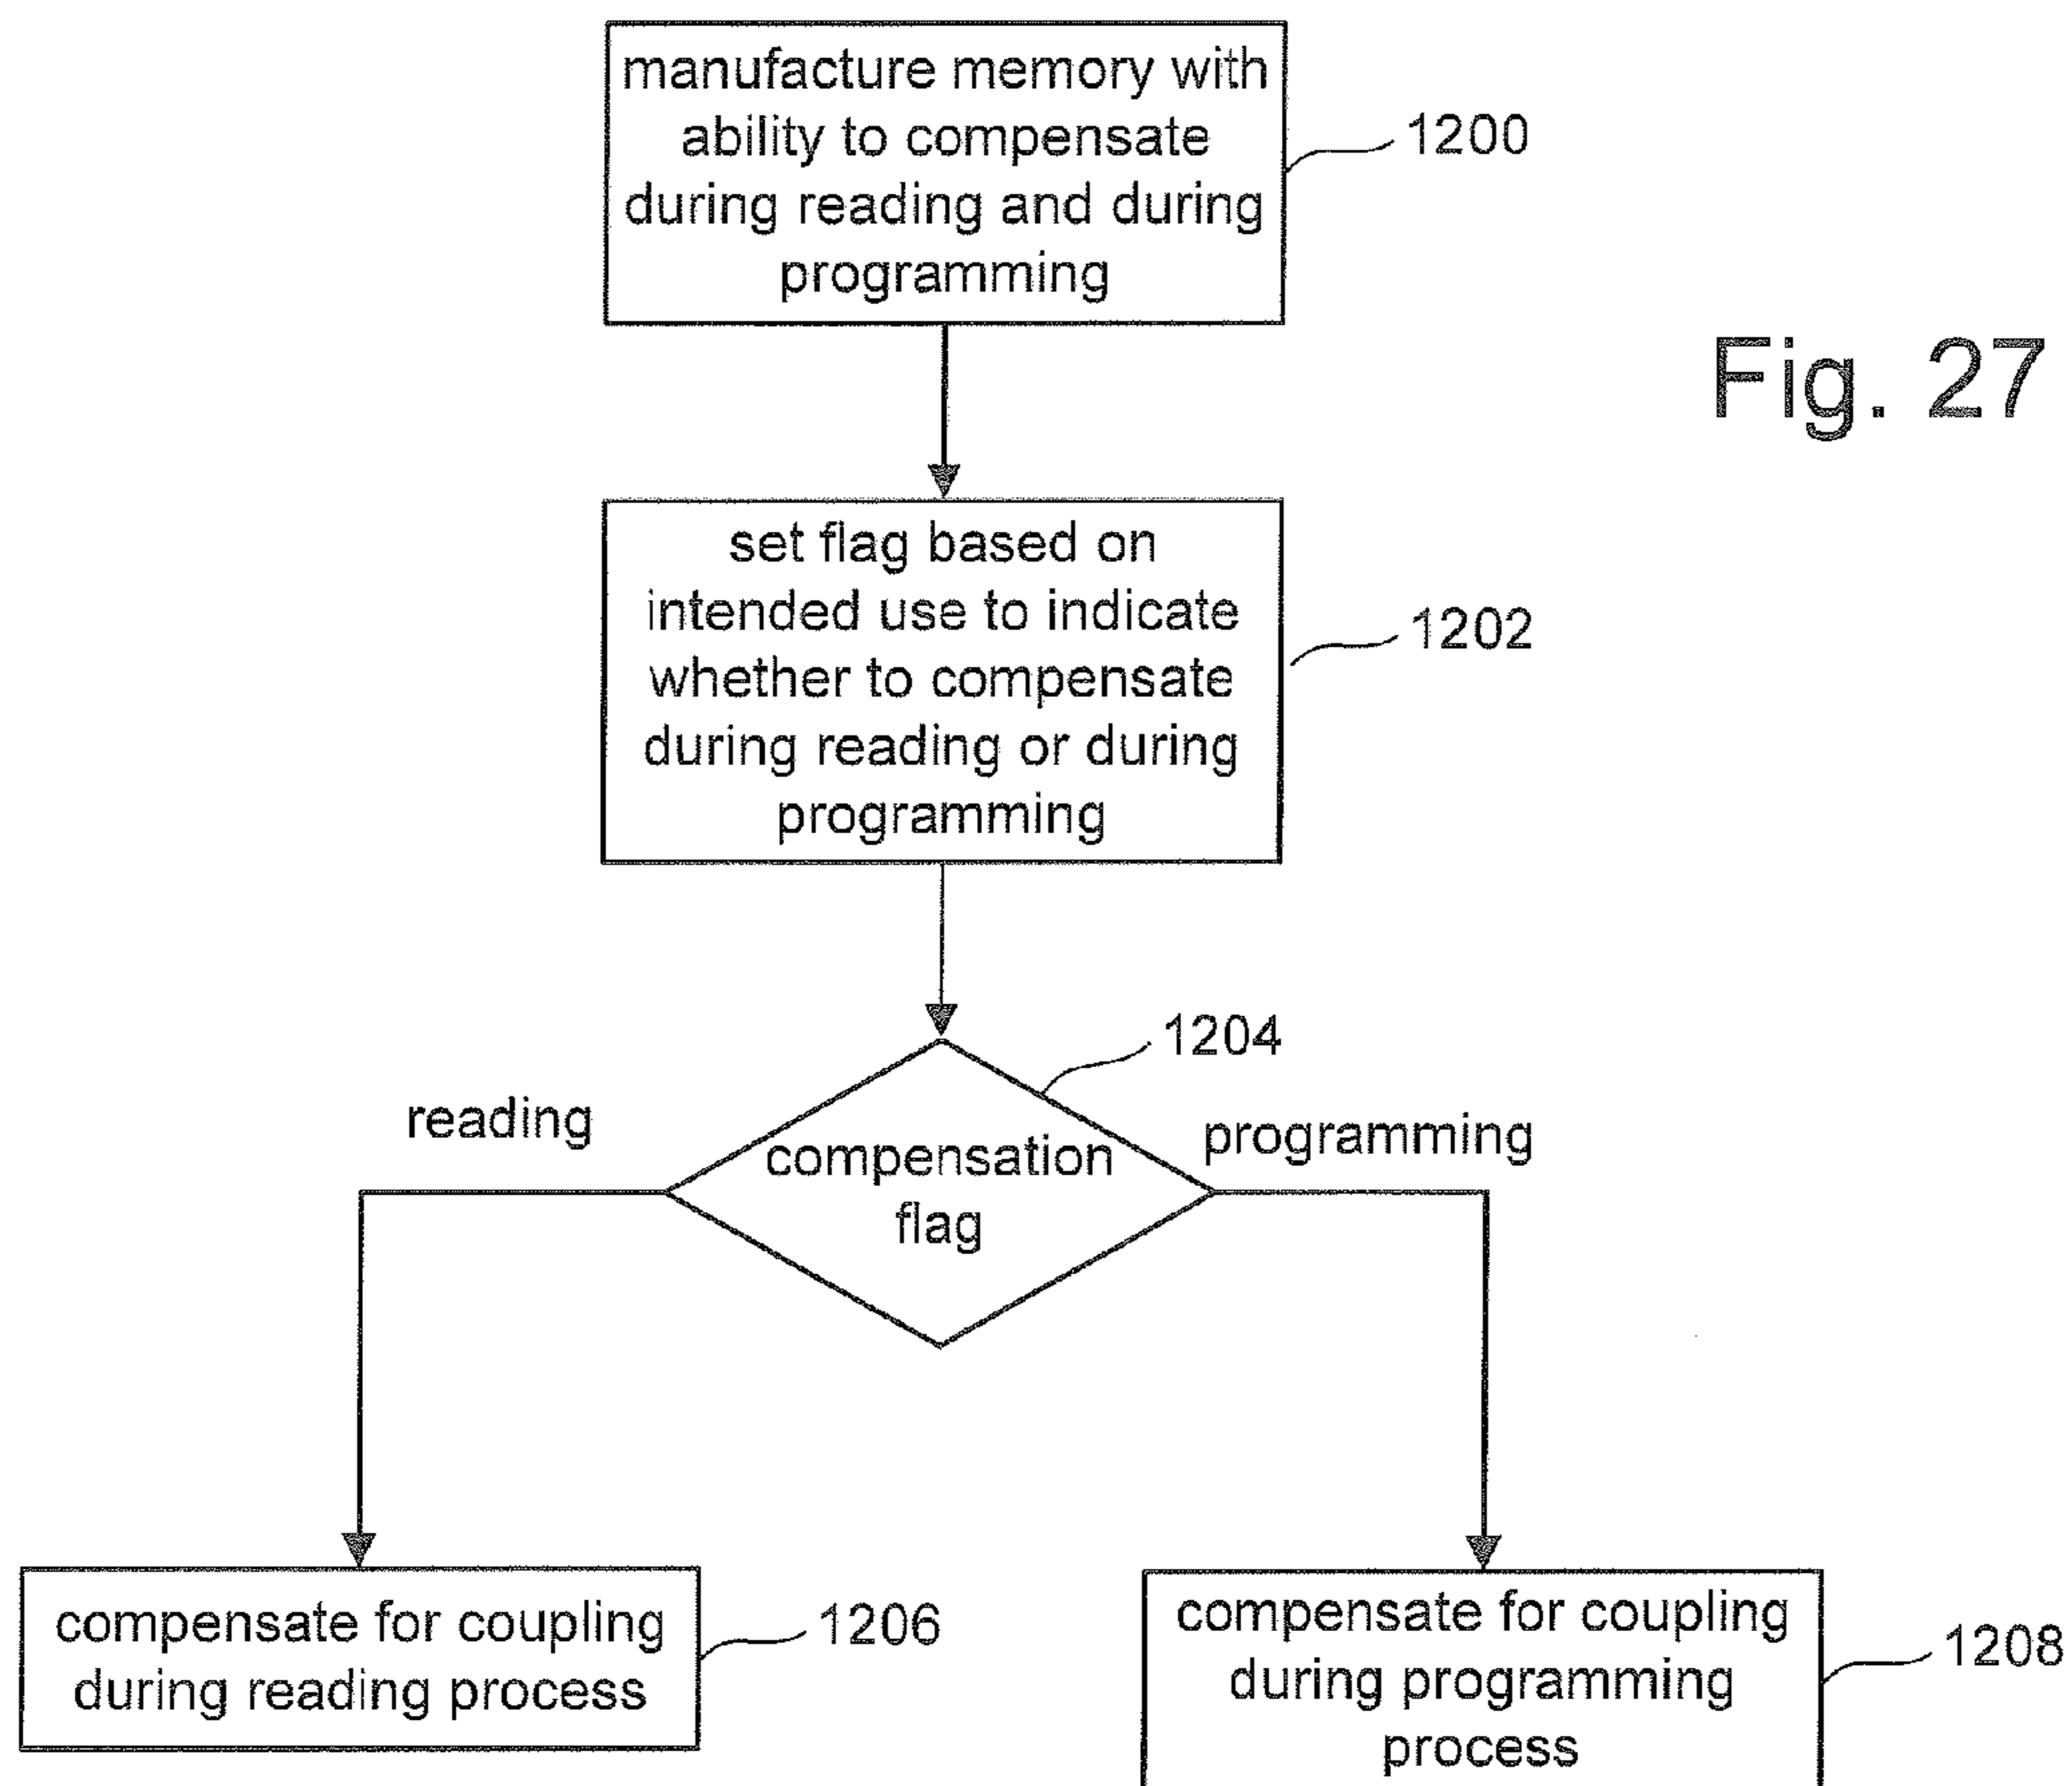 manufacture memory with
ability to compensate
during reading and during
programming
1200
Fig. 27
set flag based on
intended use to indicate
whether to compensate
during reading or during
programming
1202
1204
reading
programming
compensation
flag
compensate for coupling
during reading process
1206
compensate for coupling
during programming
process
1208